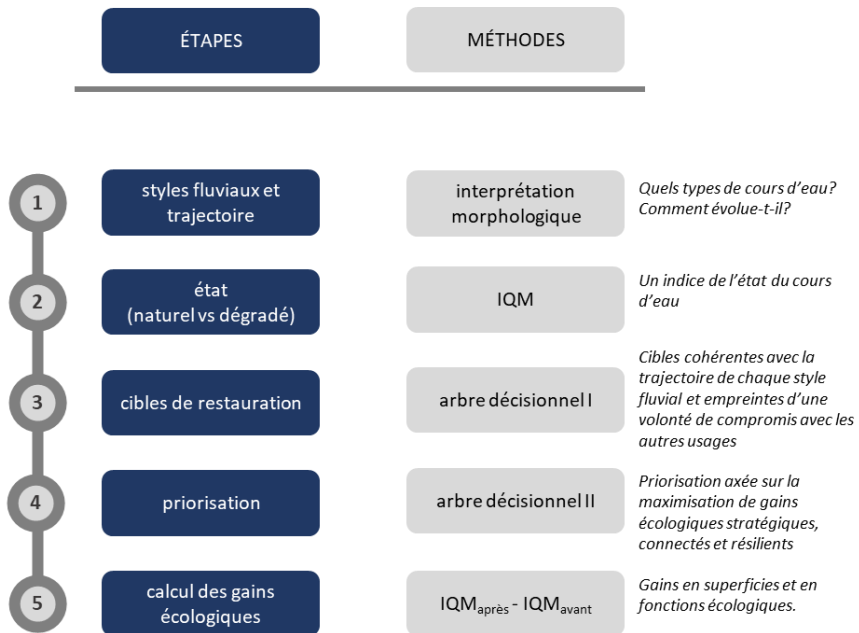 ÉTAPES
MÉTHODES
1
styles fluviaux et
trajectoire
interprétation
morphologique
Quels types de cours d'eau?
Comment évolue-t-il?
2
état
(naturel vs dégradé)
IQM
Un indice de l'état du cours
d'eau
3
cibles de restauration
arbre décisionnel I
Cibles cohérentes avec la
trajectoire de chaque style
fluvial et empreintes d'une
volonté de compromis avec les
autres usages
4
priorisation
arbre décisionnel II
Priorisation axée sur la
maximisation de gains
écologiques stratégiques,
connectés et résilients
5
calcul des gains
écologiques
IQMaprès - IQMavant
Gains en superficies et en
fonctions écologiques.